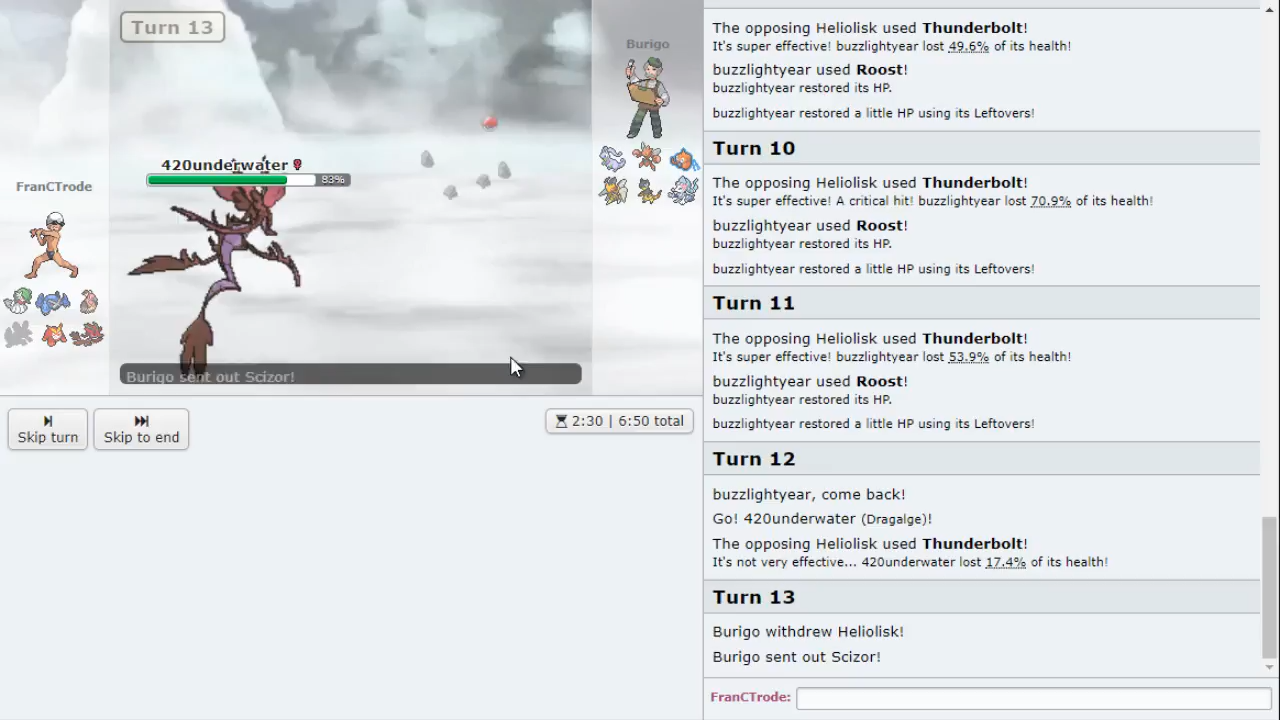 Turn 13
Burigo
FranCTrode
420underwater
83%
Burigo sent out Scizor!
Skip turn
Skip to end
2:30 | 6:50 total
The opposing Heliolisk used Thunderbolt!
It's super effective! buzzlightyear lost 49.6% of its health!
buzzlightyear used Roost!
buzzlightyear restored its HP.
buzzlightyear restored a little HP using its Leftovers!
Turn 10
The opposing Heliolisk used Thunderbolt!
It's super effective! A critical hit! buzzlightyear lost 70.9% of its health!
buzzlightyear used Roost!
buzzlightyear restored its HP.
buzzlightyear restored a little HP using its Leftovers!
Turn 11
The opposing Heliolisk used Thunderbolt!
It's super effective! buzzlightyear lost 53.9% of its health!
buzzlightyear used Roost!
buzzlightyear restored its HP.
buzzlightyear restored a little HP using its Leftovers!
Turn 12
buzzlightyear, come back!
Go! 420underwater (Dragalge)!
The opposing Heliolisk used Thunderbolt!
It's not very effective... 420underwater lost 17.4% of its health!
Turn 13
Burigo withdrew Heliolisk!
Burigo sent out Scizor!
FranCTrode: